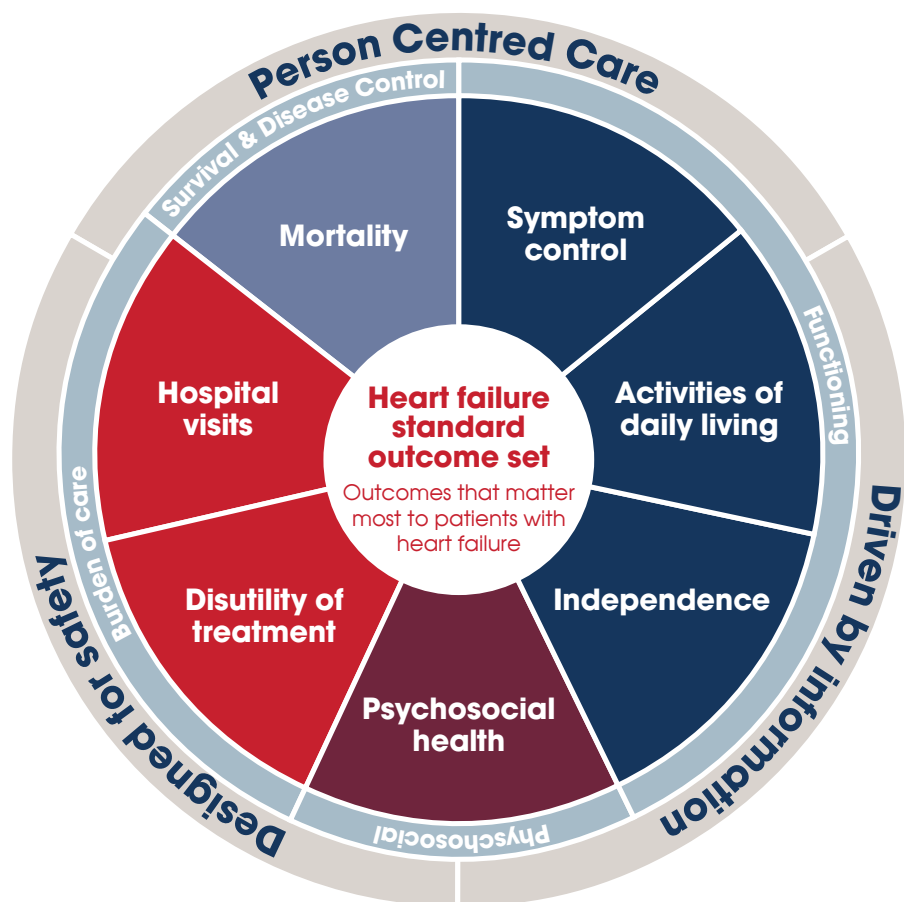 Person Centred Care
Survival & Disease Control
Mortality
Symptom
control
Functioning
Hospital
visits
Heart failure
standard
outcome set
Outcomes that matter
most to patients with
heart failure
Activities of
daily living
Burden of care
Disutility of
treatment
Independence
Psychosocial
health
Physchosocial
Designed for safety
Driven by information